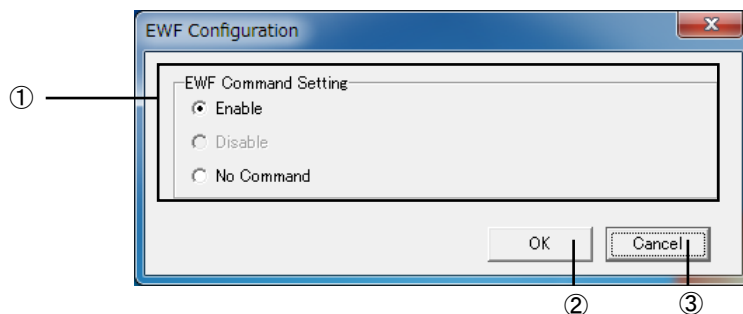 EWF Configuration
EWF Command Setting
①
Enable
Disable
No Command
OK
Cancel
②
③